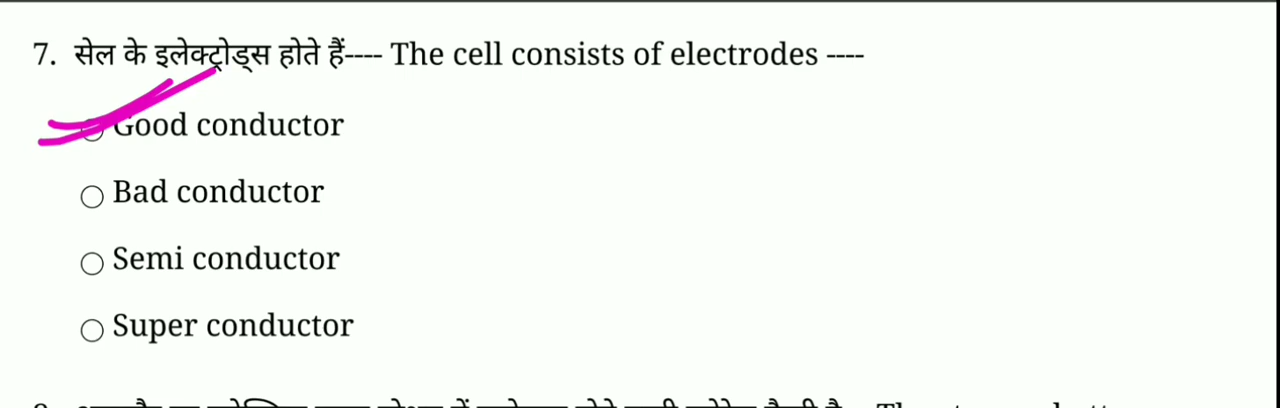 7. सेल के इलेक्ट्रोड्स होते हैं---- The cell consists of electrodes ----
Good conductor
Bad conductor
Semi conductor
Super conductor